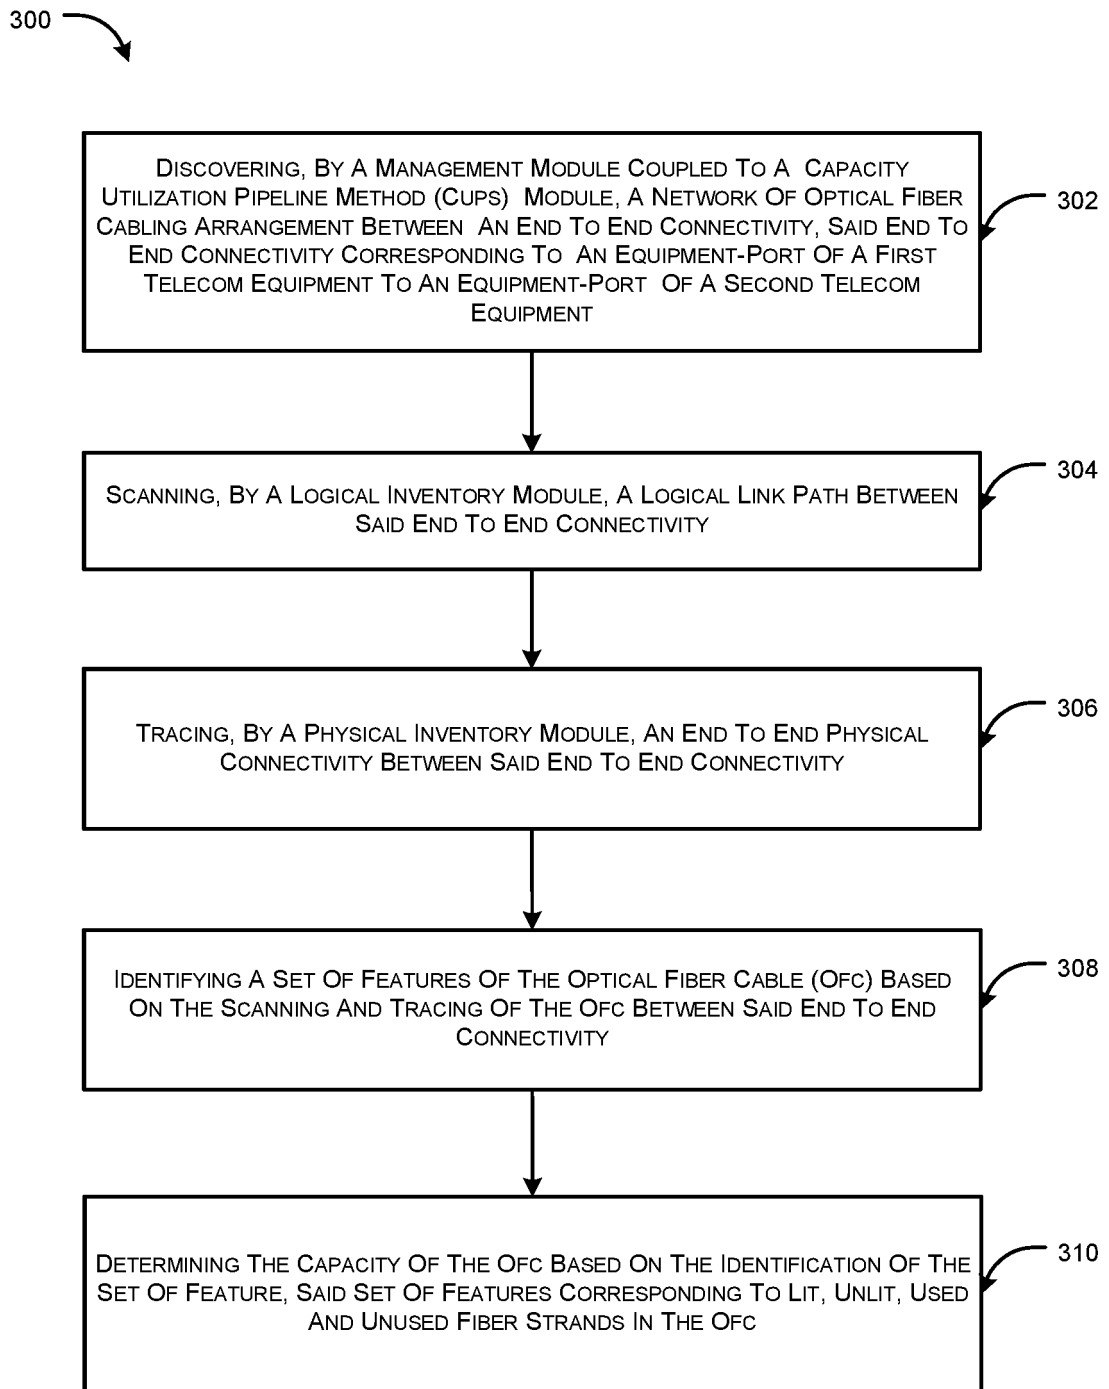 300
DISCOVERING, BY A MANAGEMENT MODULE COUPLED TO A CAPACITY
UTILIZATION PIPELINE METHOD (CUPS) MODULE, A NETWORK OF OPTICAL FIBER
CABLING ARRANGEMENT BETWEEN AN END TO END CONNECTIVITY, SAID END TO
END CONNECTIVITY CORRESPONDING TO AN EQUIPMENT-PORT OF A FIRST
TELECOM EQUIPMENT TO AN EQUIPMENT-PORT OF A SECOND TELECOM
EQUIPMENT
302
SCANNING, BY A LOGICAL INVENTORY MODULE, A LOGICAL LINK PATH BETWEEN
SAID END TO END CONNECTIVITY
304
TRACING, BY A PHYSICAL INVENTORY MODULE, AN END TO END PHYSICAL
CONNECTIVITY BETWEEN SAID END TO END CONNECTIVITY
306
IDENTIFYING A SET OF FEATURES OF THE OPTICAL FIBER CABLE (OFC) BASED
ON THE SCANNING AND TRACING OF THE OFC BETWEEN SAID END TO END
CONNECTIVITY
308
DETERMINING THE CAPACITY OF THE OFC BASED ON THE IDENTIFICATION OF THE
SET OF FEATURE, SAID SET OF FEATURES CORRESPONDING TO LIT, UNLIT, USED
AND UNUSED FIBER STRANDS IN THE OFC
310